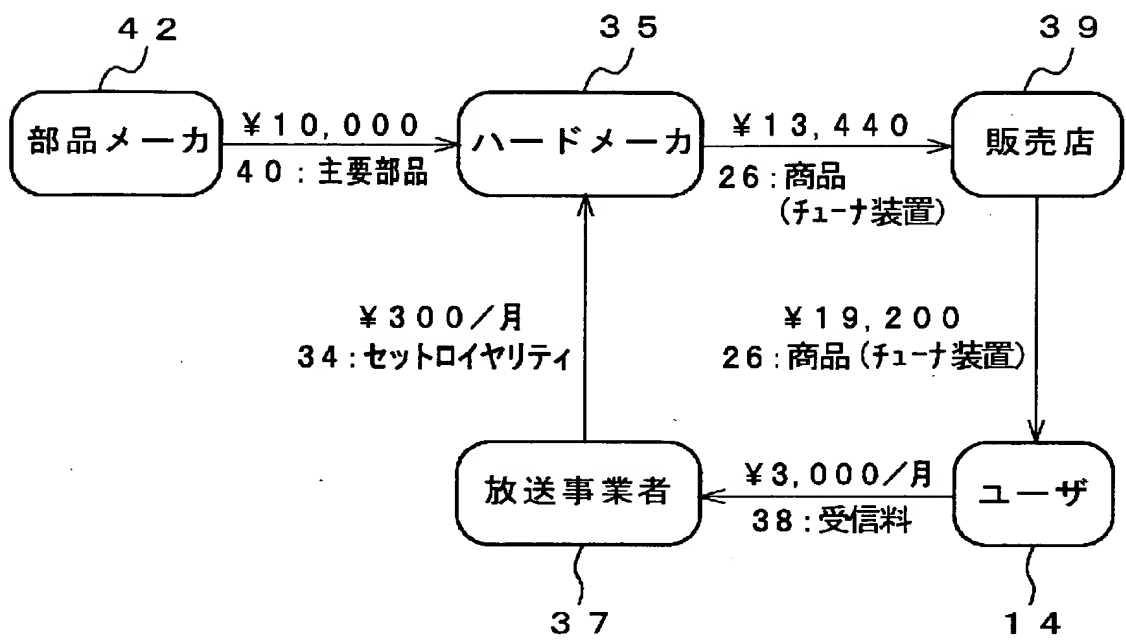 42
35
39
部品メーカ
¥10,000
40:主要部品
ハードメーカ
¥13,440
26:商品
(チューナ装置)
販売店
¥300/月
34:セットロイヤリティ
¥19,200
26:商品(チューナ装置)
放送事業者
¥3,000/月
38:受信料
ユーザ
37
14